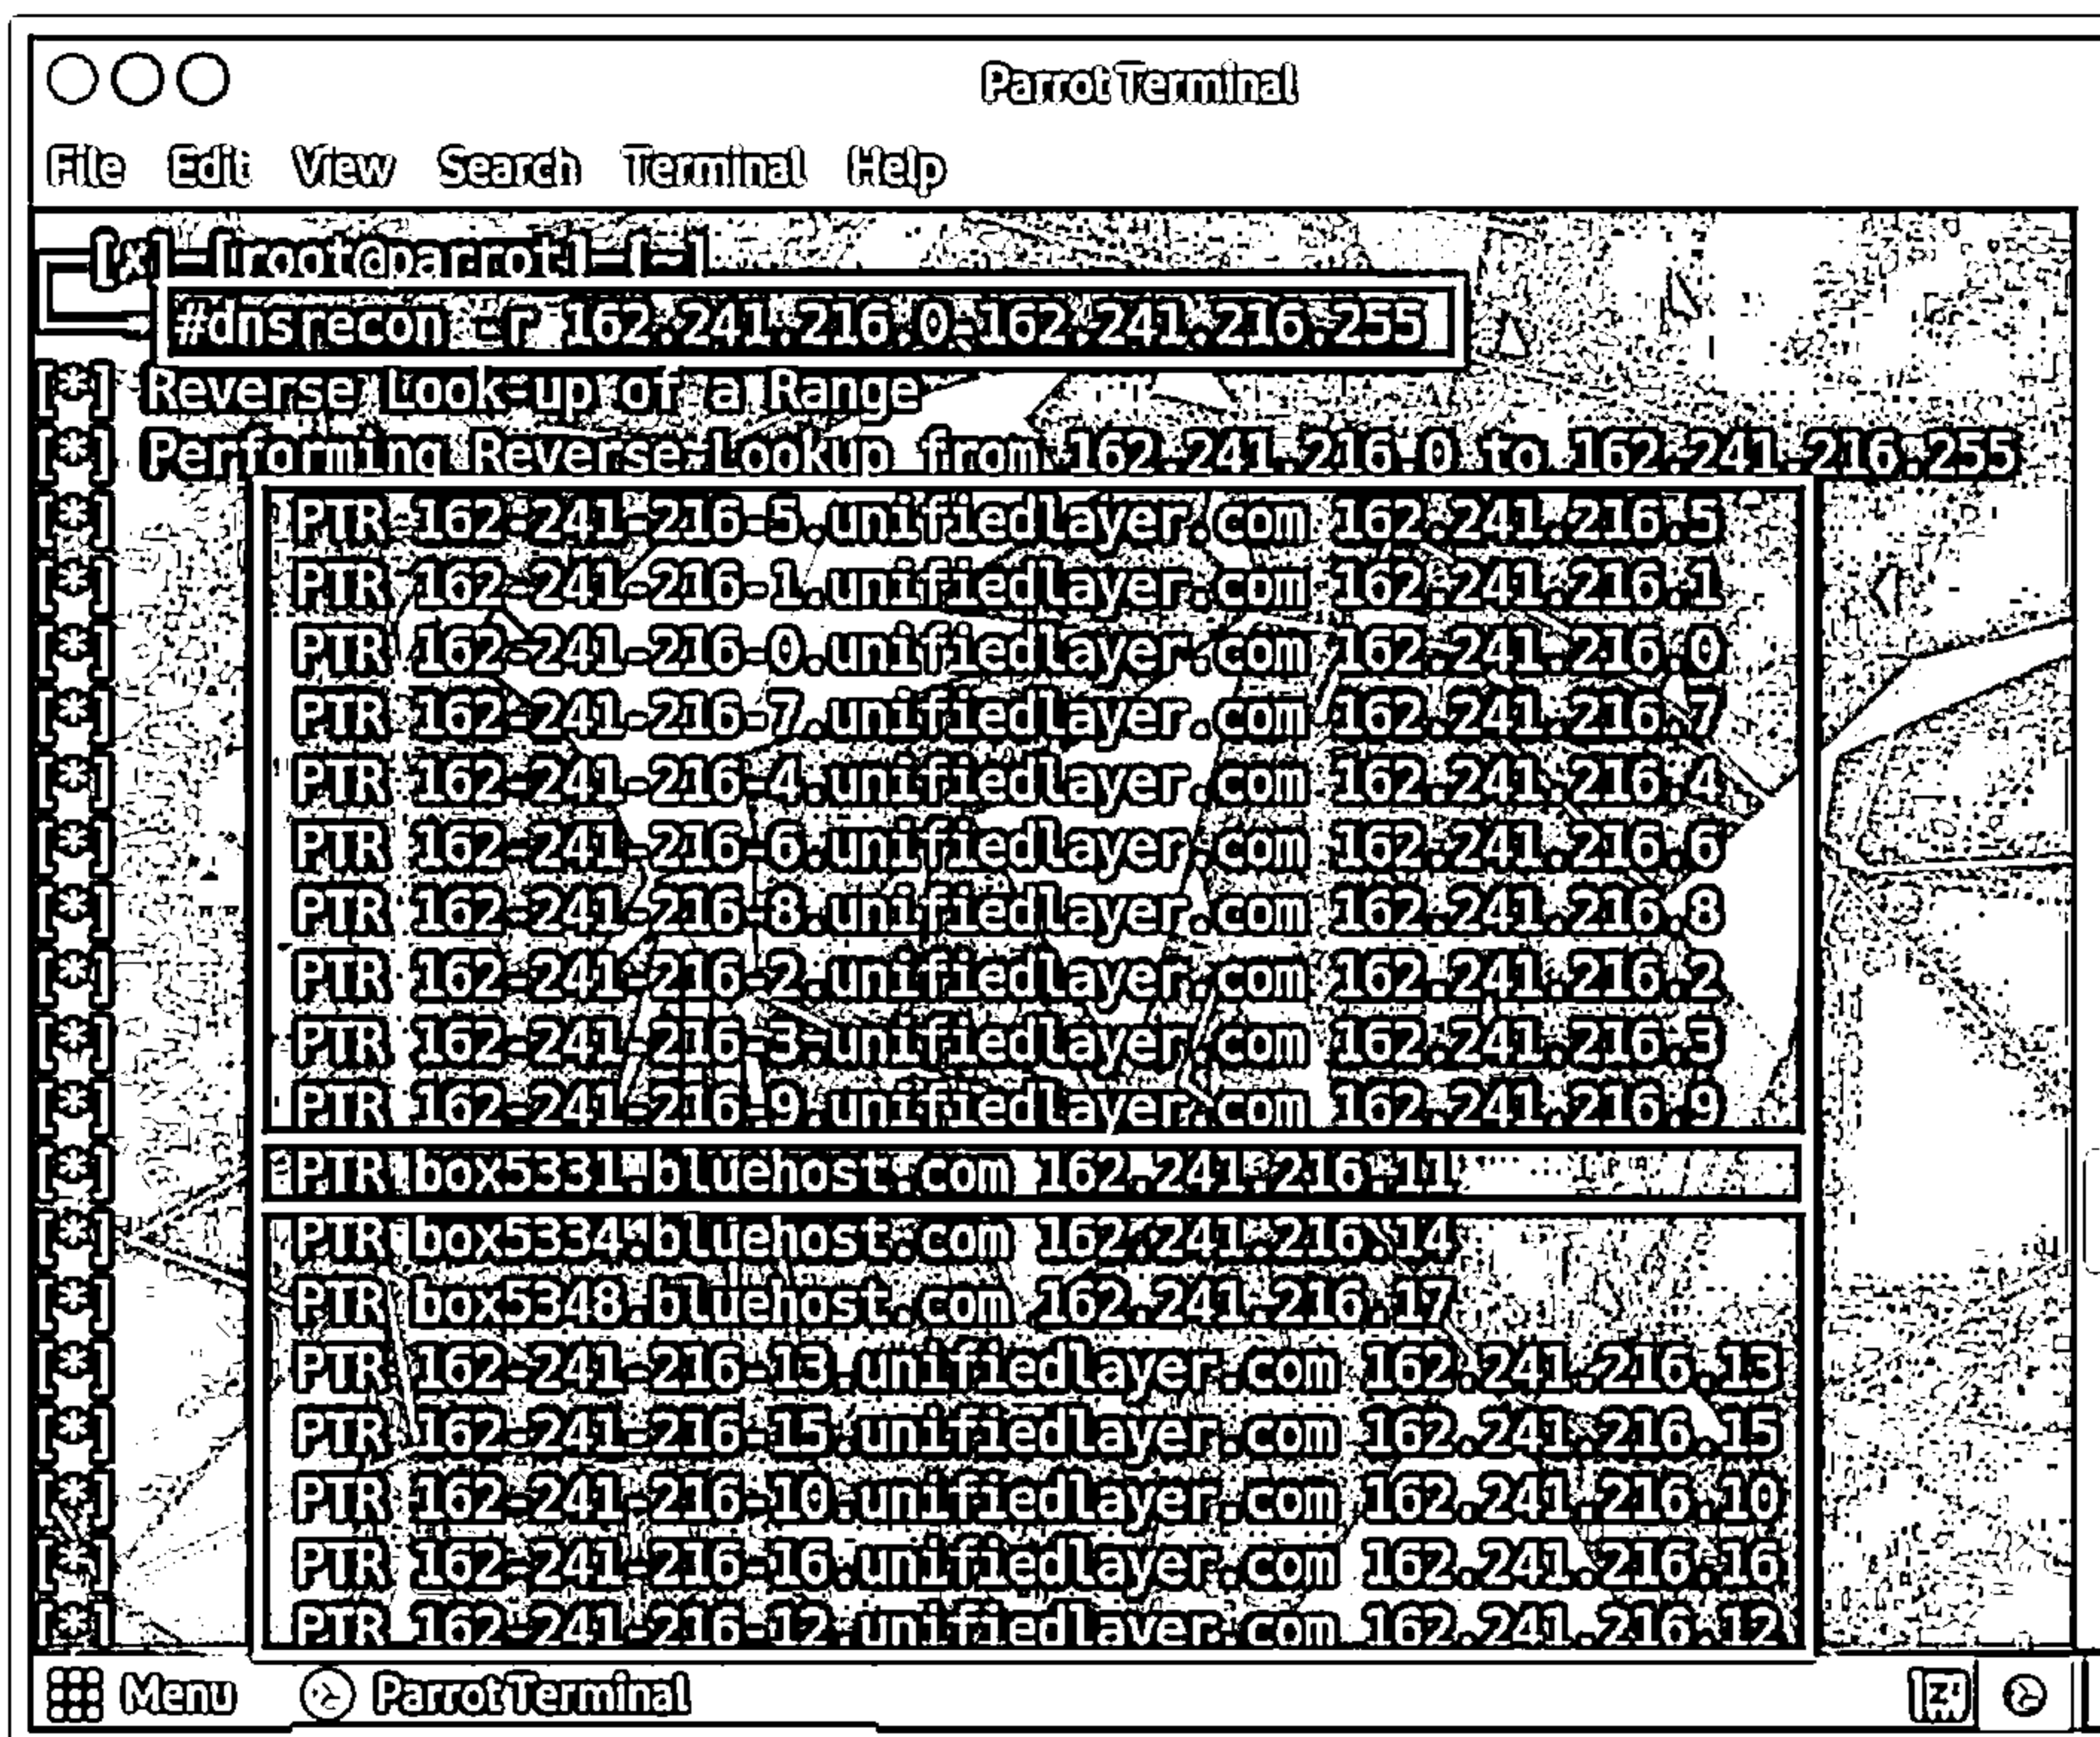 Parrot Terminal
File Edit View Search Terminal Help
[x]-[root@parrot]-[~]
#dnsrecon -r 162.241.216.0-162.241.216.255
[*] Reverse Look-up of a Range
[*] Performing Reverse Lookup from 162.241.216.0 to 162.241.216.255
[*] PTR 162-241-216-5.unifiedlayer.com 162.241.216.5
[*] PTR 162-241-216-1.unifiedlayer.com 162.241.216.1
[*] PTR 162-241-216-0.unifiedlayer.com 162.241.216.0
[*] PTR 162-241-216-7.unifiedlayer.com 162.241.216.7
[*] PTR 162-241-216-4.unifiedlayer.com 162.241.216.4
[*] PTR 162-241-216-6.unifiedlayer.com 162.241.216.6
[*] PTR 162-241-216-8.unifiedlayer.com 162.241.216.8
[*] PTR 162-241-216-2.unifiedlayer.com 162.241.216.2
[*] PTR 162-241-216-3.unifiedlayer.com 162.241.216.3
[*] PTR 162-241-216-9.unifiedlayer.com 162.241.216.9
[*] PTR box5331.bluehost.com 162.241.216.11
[*] PTR box5334.bluehost.com 162.241.216.14
[*] PTR box5348.bluehost.com 162.241.216.17
[*] PTR 162-241-216-13.unifiedlayer.com 162.241.216.13
[*] PTR 162-241-216-15.unifiedlayer.com 162.241.216.15
[*] PTR 162-241-216-10.unifiedlayer.com 162.241.216.10
[*] PTR 162-241-216-16.unifiedlayer.com 162.241.216.16
[*] PTR 162-241-216-12.unifiedlayer.com 162.241.216.12
Menu Parrot Terminal